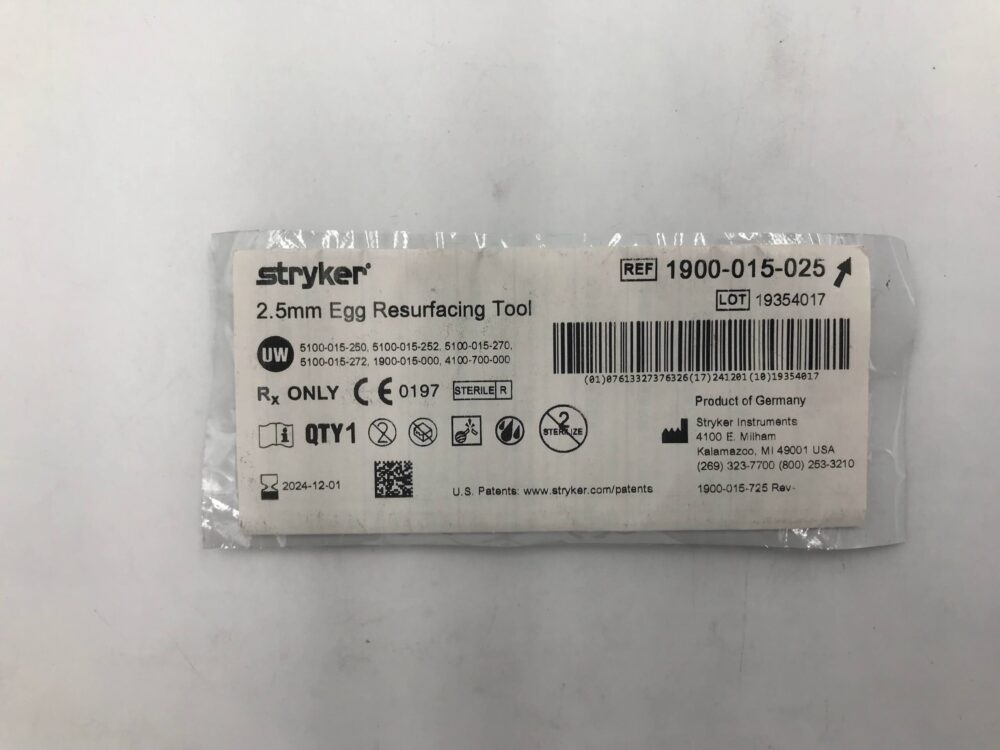 stryker®
2.5mm Egg Resurfacing Tool
REF 1900-015-025
LOT 19354017
UW
5100-015-250, 5100-015-252, 5100-015-270,
5100-015-272, 1900-015-000, 4100-700-000
(01)07613327376326(17)241201(10)19354017
Rx ONLY CE 0197 STERILE R
i QTY1 2 2 STERILIZE
2024-12-01
U.S. Patents: www.stryker.com/patents
Product of Germany
Stryker Instruments
4100 E. Milham
Kalamazoo, MI 49001 USA
(269) 323-7700 (800) 253-3210
1900-015-725 Rev-